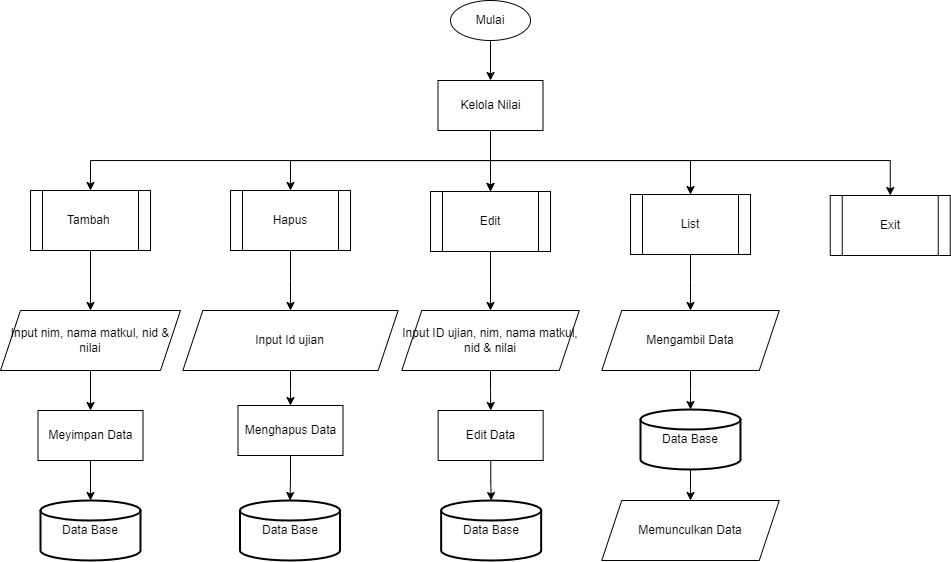 Mulai
Kelola Nilai
Tambah
Hapus
Edit
List
Exit
Input nim, nama matkul, nid &
nilai
Input Id ujian
Input ID ujian, nim, nama matkul,
nid & nilai
Mengambil Data
Meyimpan Data
Menghapus Data
Edit Data
Data Base
Data Base
Data Base
Data Base
Memunculkan Data